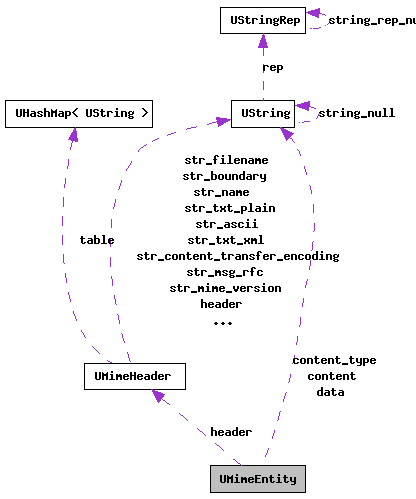 UStringRep
string_rep_nu
rep
UHashMap< UString >
UString
string_null
str_filename
str_boundary
str_name
str_txt_plain
str_ascii
str_txt_xml
str_content_transfer_encoding
str_msg_rfc
str_mime_version
header
...
table
UMimeHeader
content_type
content
data
header
UMimeEntity